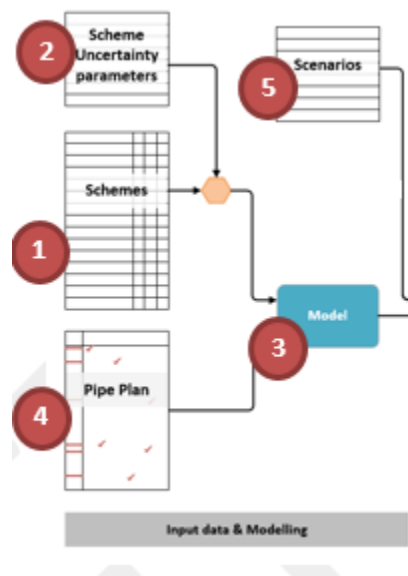 2
Scheme
Uncertainty
parameters
Scenarios
5
Schemes
1
Model
3
Pipe Plan
4
Input data & Modelling